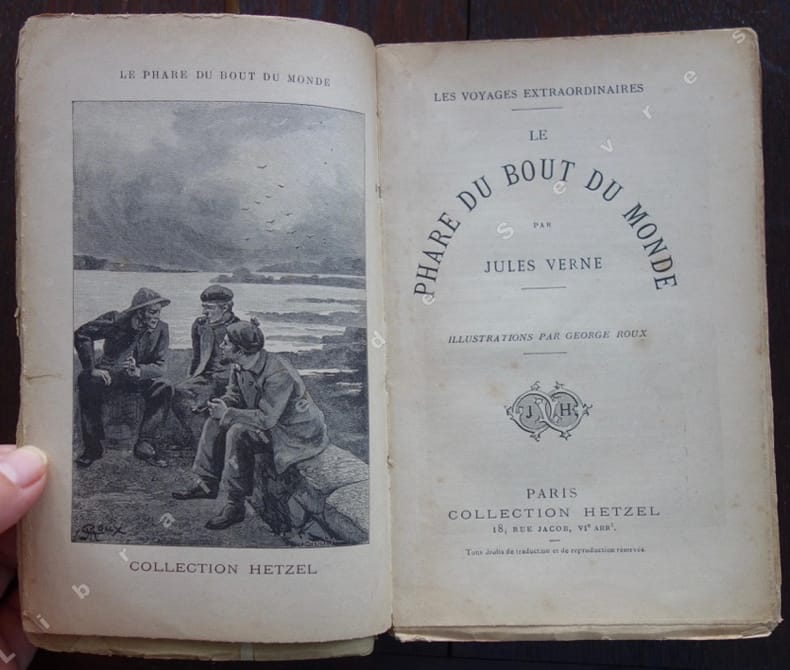 LE PHARE DU BOUT DU MONDE
G ROUX
COLLECTION HETZEL
LES VOYAGES EXTRAORDINAIRES
LE
PHARE DU BOUT DU MONDE
PAR
JULES VERNE
ILLUSTRATIONS PAR GEORGE ROUX
J H
PARIS
COLLECTION HETZEL
18, RUE JACOB, VIe ARRt.
Tous droits de traduction et de reproduction réservés.